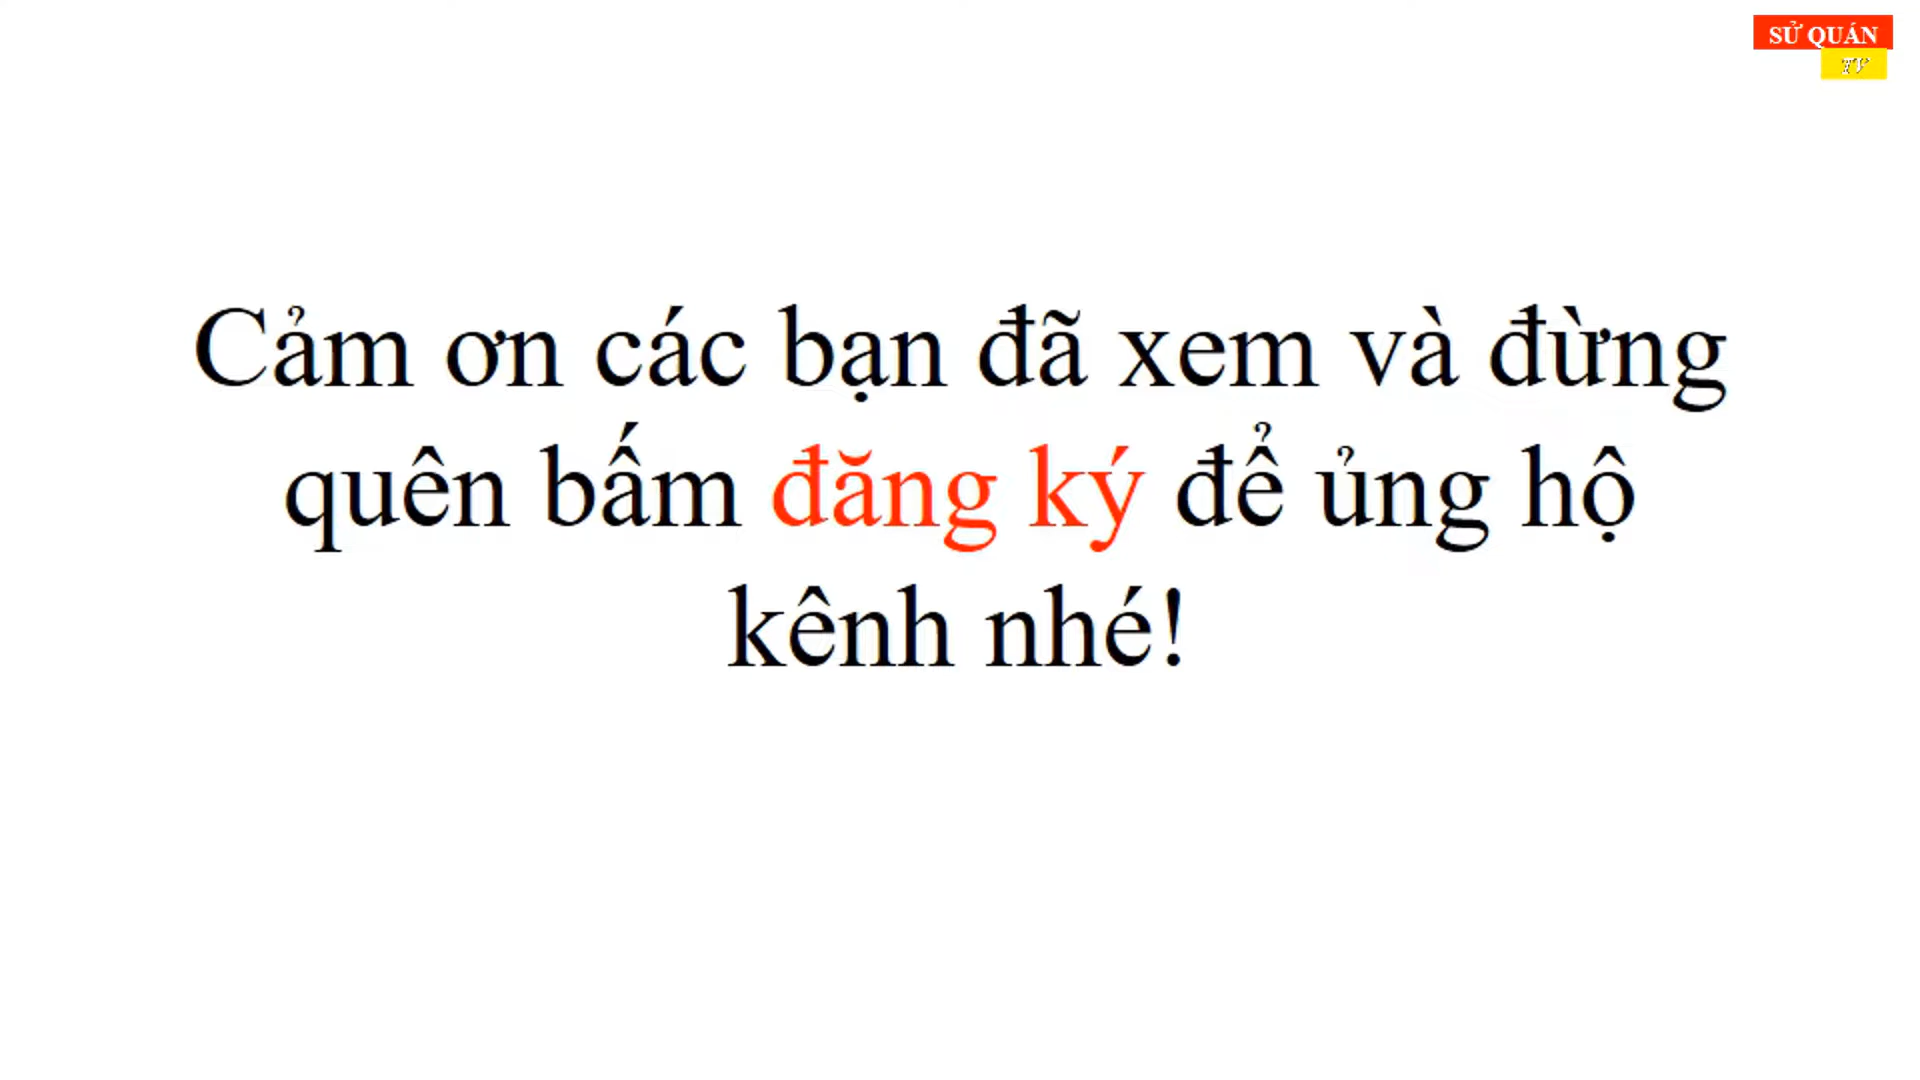 SỬ QUÁN
TV
Cảm ơn các bạn đã xem và đừng
quên bấm đăng ký để ủng hộ
kênh nhé!